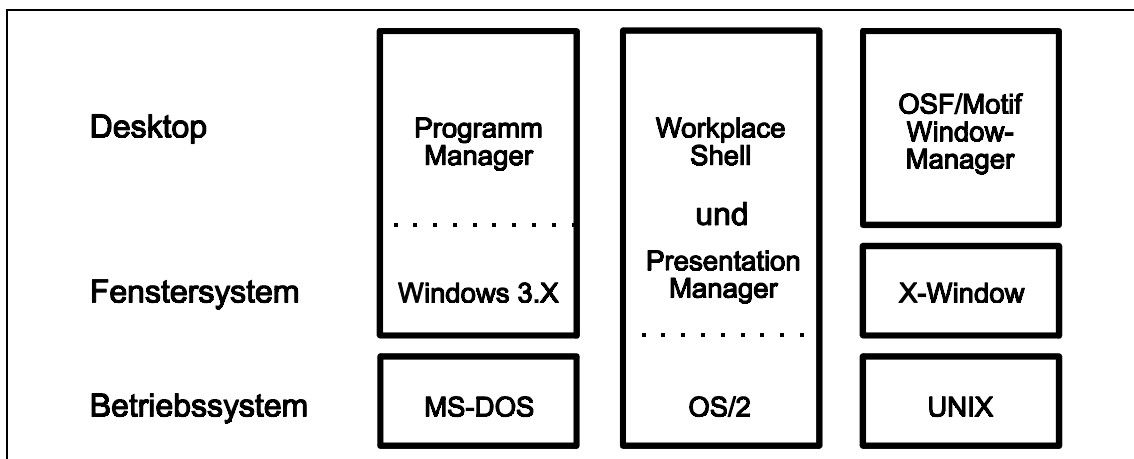 Desktop
Programm
Manager
Workplace
Shell
und
Presentation
Manager
OSF/Motif
Window-
Manager
Fenstersystem
Windows 3.X
X-Window
Betriebssystem
MS-DOS
OS/2
UNIX